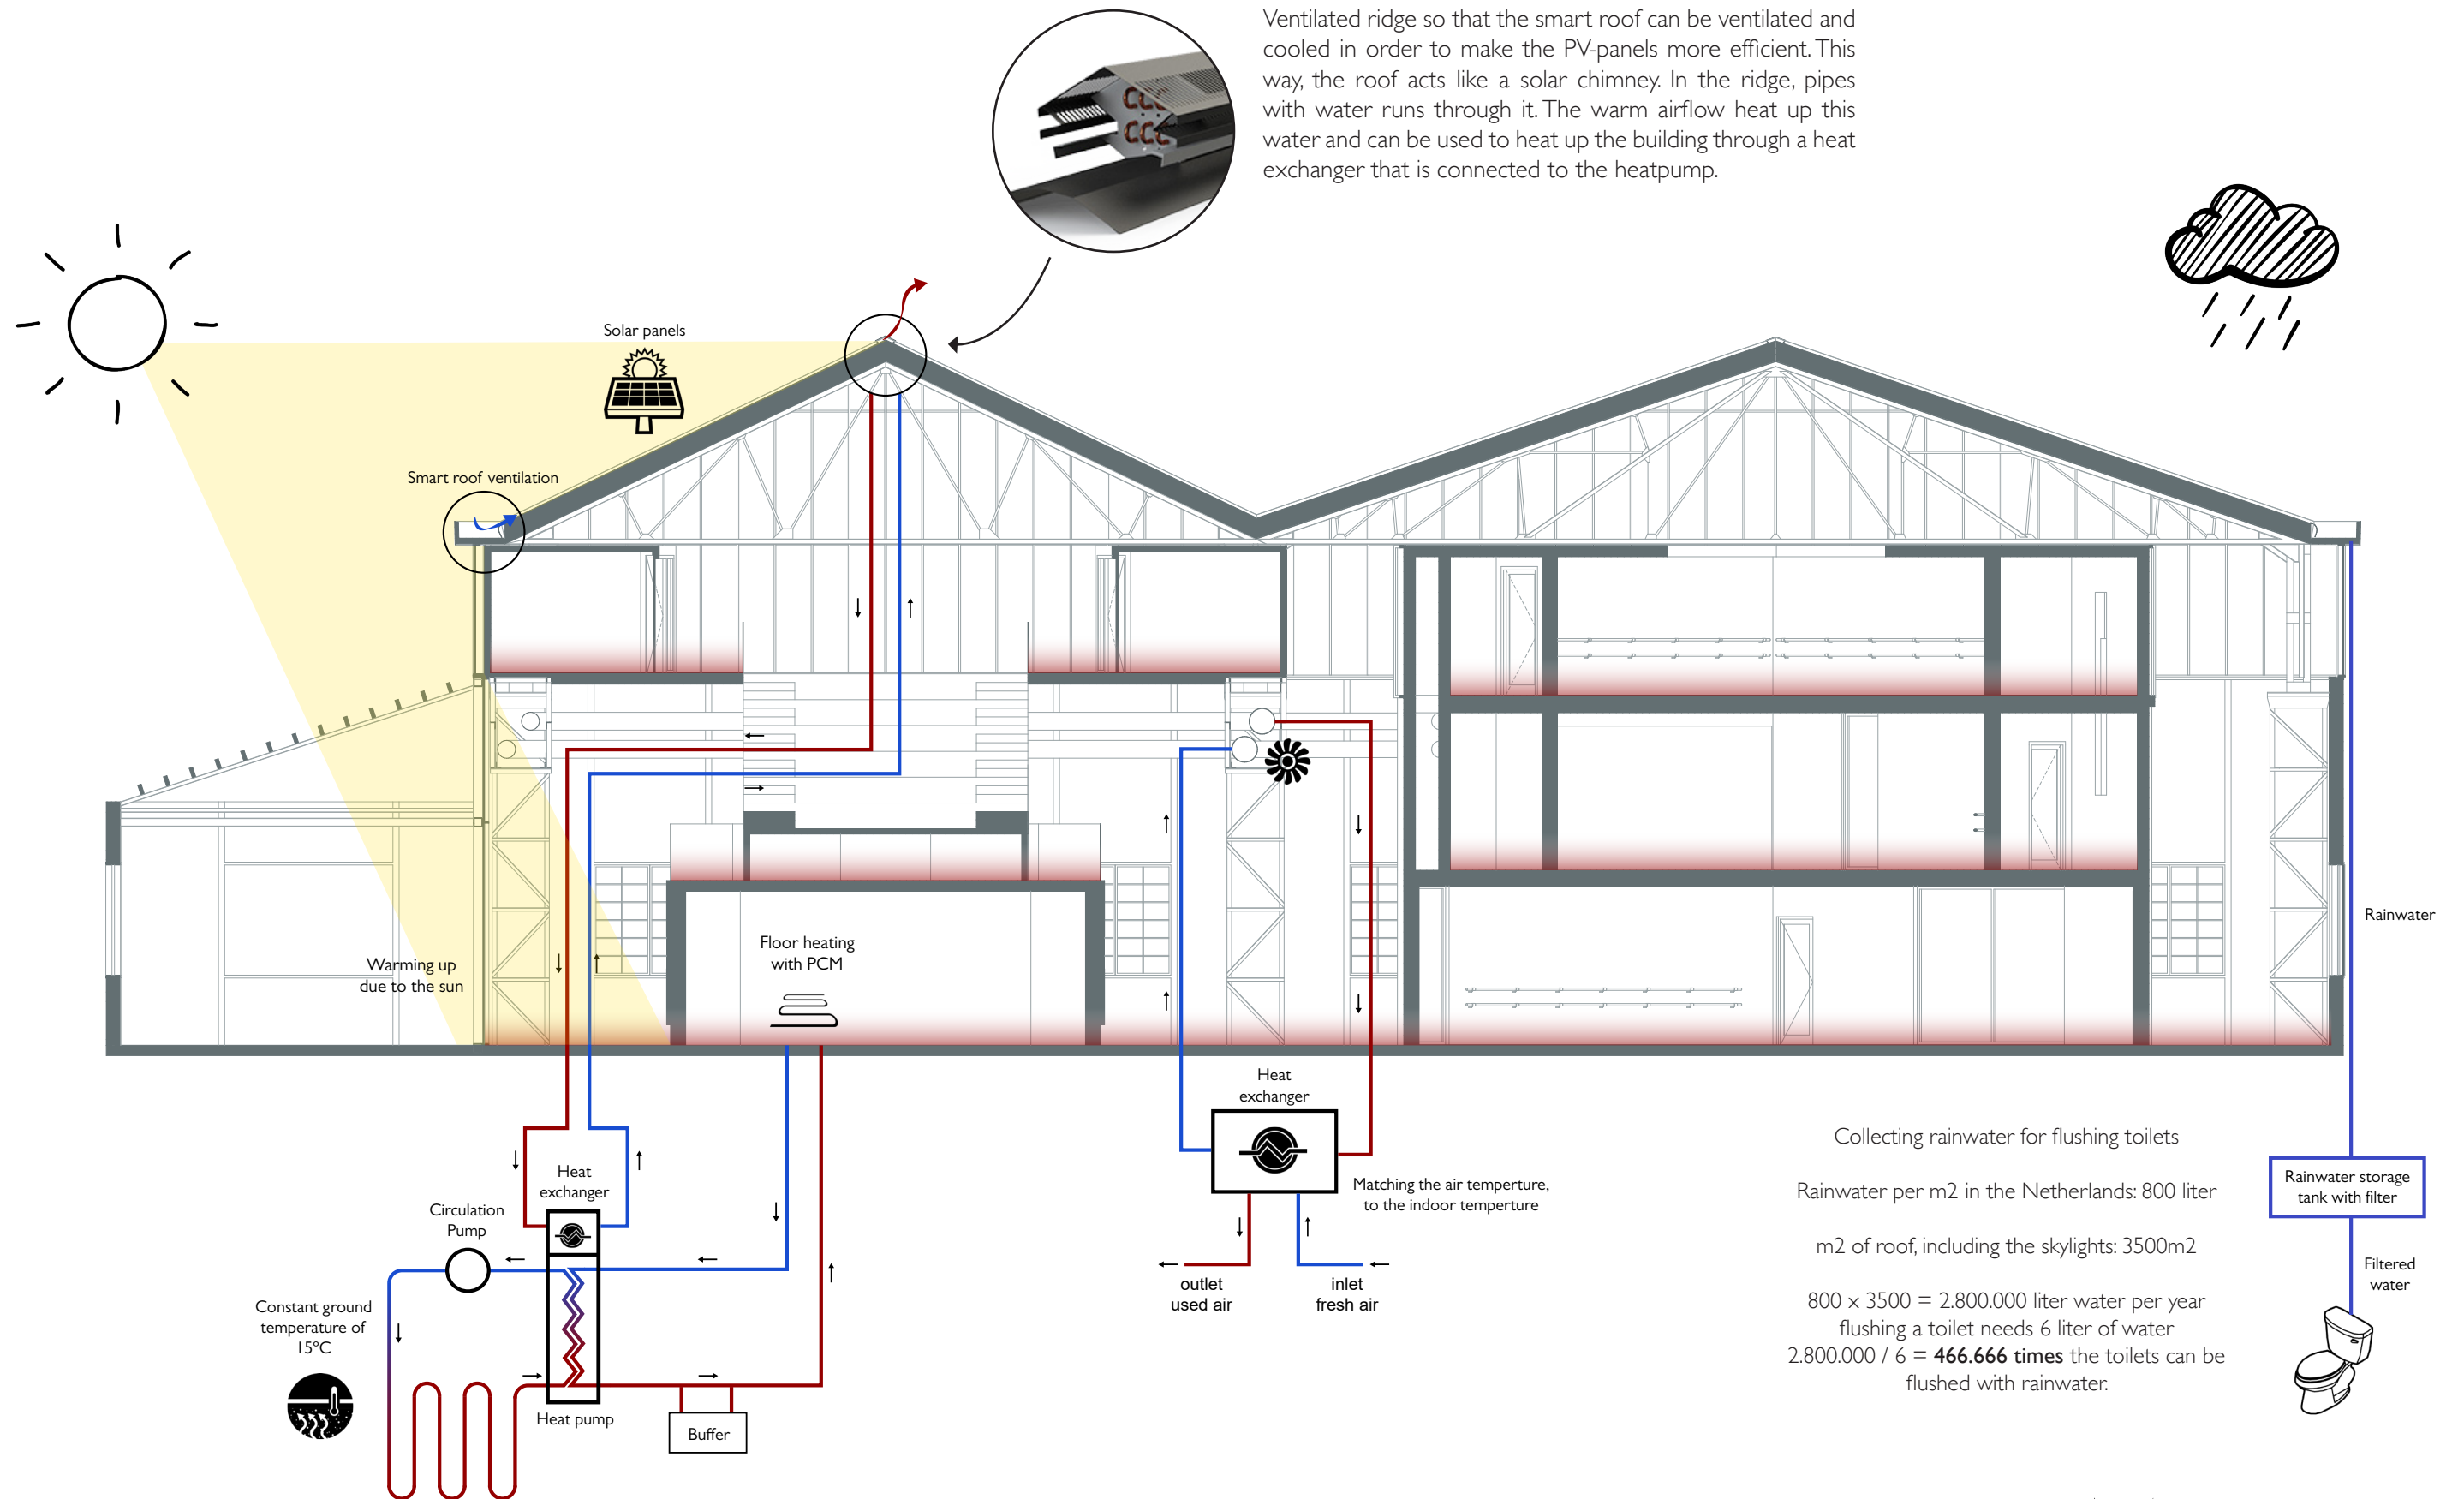 Ventilated ridge so that the smart roof can be ventilated and
cooled in order to make the PV-panels more efficient. This
way, the roof acts like a solar chimney. In the ridge, pipes
with water runs through it. The warm airflow heat up this
water and can be used to heat up the building through a heat
exchanger that is connected to the heatpump.
Solar panels
Smart roof ventilation
Warming up
due to the sun
Floor heating
with PCM
Rainwater
Heat
exchanger
Matching the air temperture,
to the indoor temperture
outlet
used air
inlet
fresh air
Heat
exchanger
Circulation
Pump
Constant ground
temperature of
15°C
Heat pump
Buffer
Collecting rainwater for flushing toilets
Rainwater per m2 in the Netherlands: 800 liter
m2 of roof, including the skylights: 3500m2
800 x 3500 = 2.800.000 liter water per year
flushing a toilet needs 6 liter of water
2.800.000 / 6 = 466.666 times the toilets can be
flushed with rainwater.
Rainwater storage
tank with filter
Filtered
water